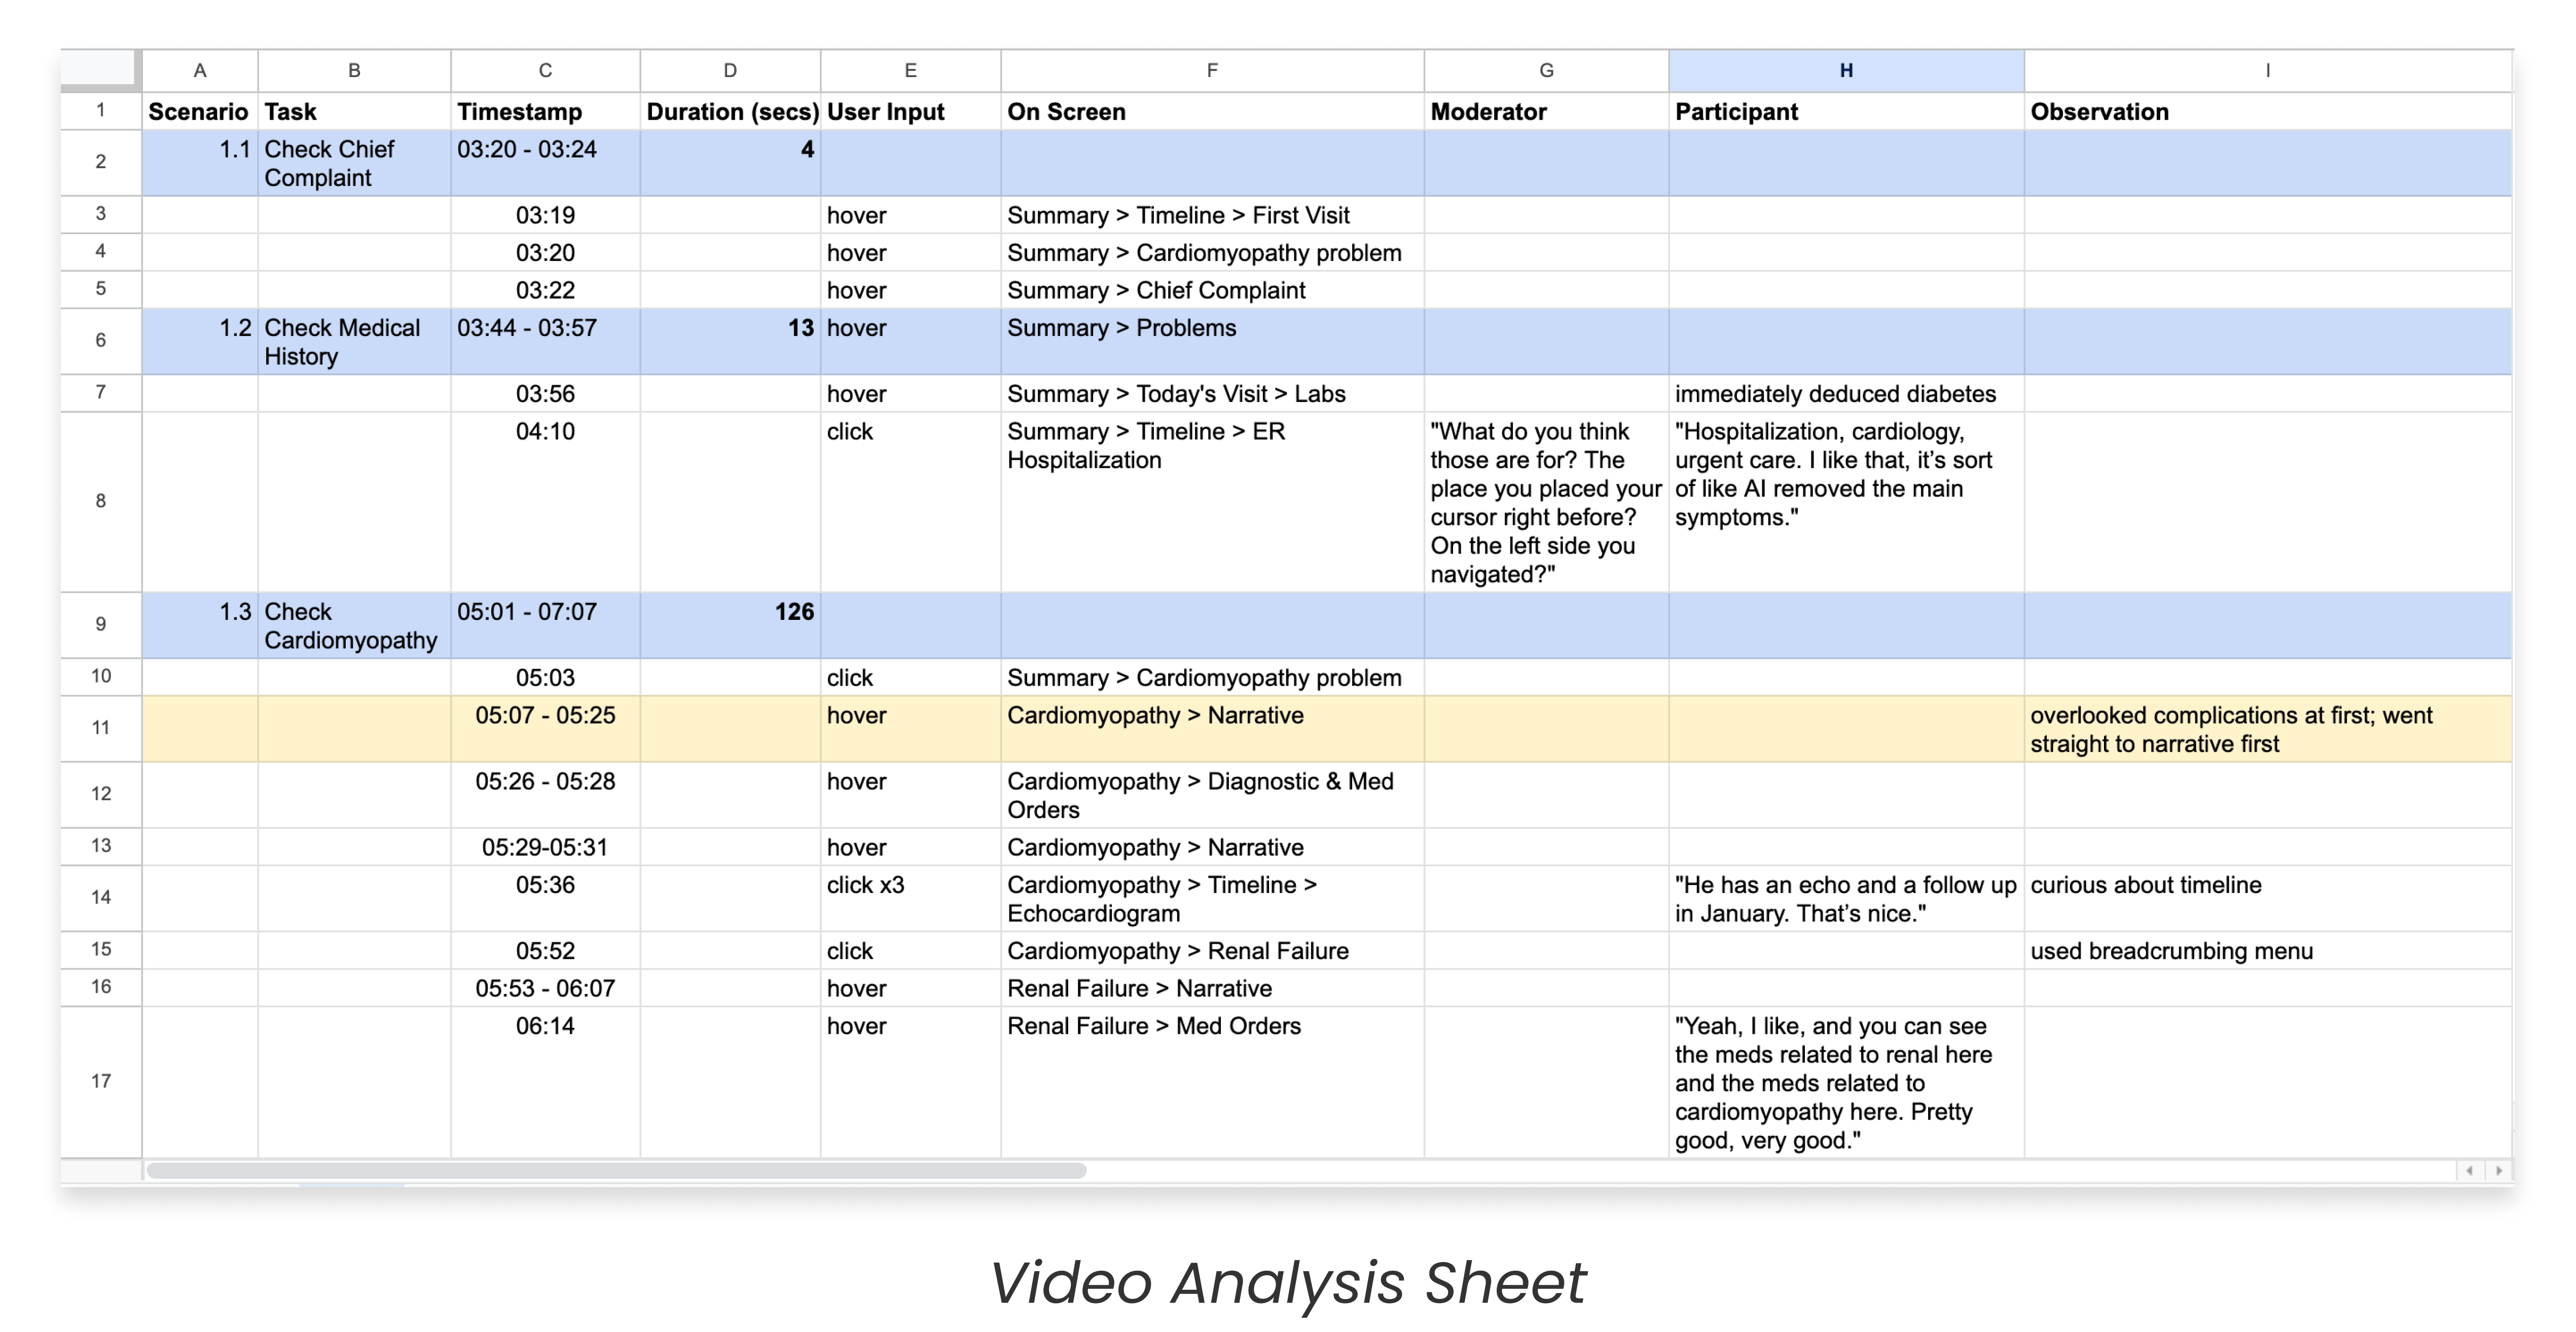 A B C D E F G H I
1 Scenario Task Timestamp Duration (secs) User Input On Screen Moderator Participant Observation
2 1.1 Check Chief 03:20 - 03:24 4
Complaint
3 03:19 hover Summary > Timeline > First Visit
4 03:20 hover Summary > Cardiomyopathy problem
5 03:22 hover Summary > Chief Complaint
6 1.2 Check Medical 03:44 - 03:57 13 hover Summary > Problems
History
7 03:56 hover Summary > Today's Visit > Labs immediately deduced diabetes
8 04:10 click Summary > Timeline > ER "What do you think "Hospitalization, cardiology,
Hospitalization those are for? The urgent care. I like that, it’s sort
place you placed your of like AI removed the main
cursor right before? symptoms."
On the left side you
navigated?"
9 1.3 Check 05:01 - 07:07 126
Cardiomyopathy
10 05:03 click Summary > Cardiomyopathy problem
11 05:07 - 05:25 hover Cardiomyopathy > Narrative overlooked complications at first; went
straight to narrative first
12 05:26 - 05:28 hover Cardiomyopathy > Diagnostic & Med
Orders
13 05:29-05:31 hover Cardiomyopathy > Narrative
14 05:36 click x3 Cardiomyopathy > Timeline > "He has an echo and a follow up curious about timeline
Echocardiogram in January. That’s nice."
15 05:52 click Cardiomyopathy > Renal Failure used breadcrumbing menu
16 05:53 - 06:07 hover Renal Failure > Narrative
17 06:14 hover Renal Failure > Med Orders "Yeah, I like, and you can see
the meds related to renal here
and the meds related to
cardiomyopathy here. Pretty
good, very good."
Video Analysis Sheet